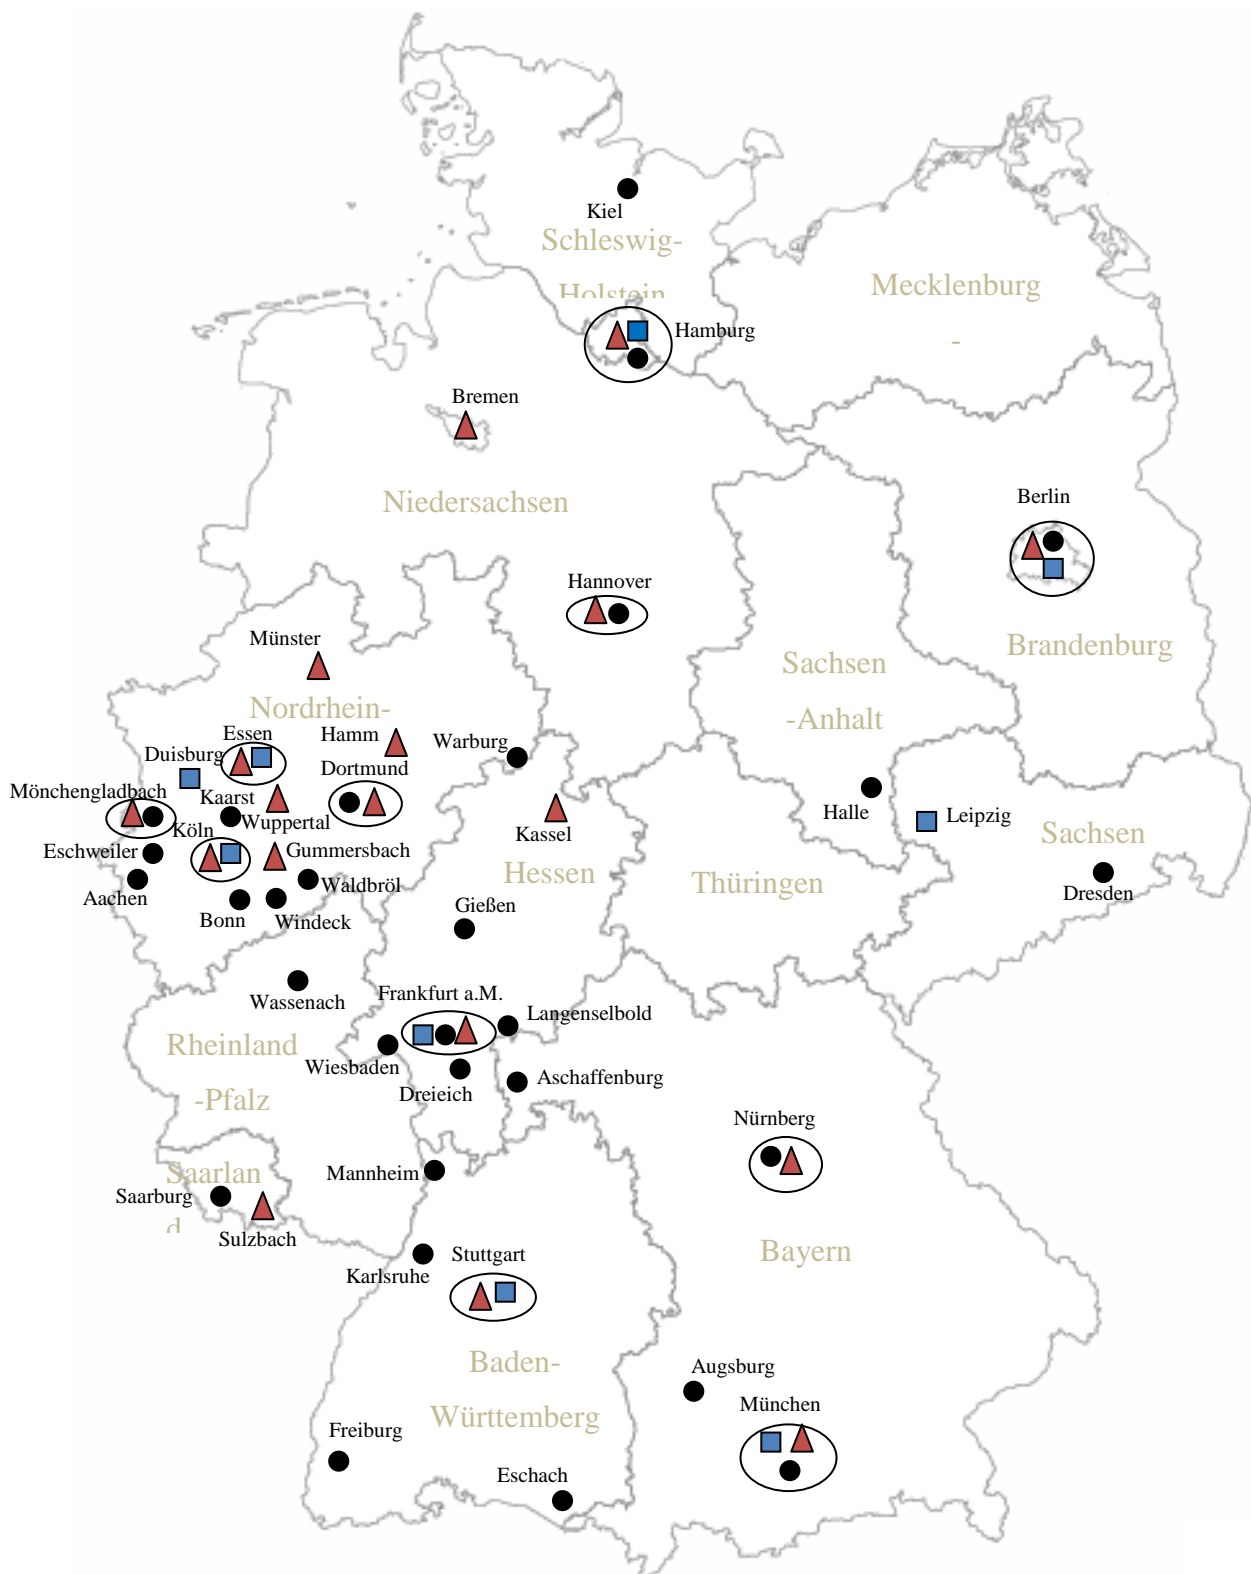 Kiel
Schleswig-
Holstein
Mecklenburg
-
Hamburg
Bremen
Niedersachsen
Berlin
Hannover
Brandenburg
Münster
Sachsen
-Anhalt
Nordrhein-
Essen
Hamm
Warburg
Duisburg
Dortmund
Mönchengladbach
Kaarst
Wuppertal
Köln
Kassel
Halle
Leipzig
Sachsen
Eschweiler
Gummersbach
Hessen
Thüringen
Aachen
Waldbröl
Dresden
Bonn
Windeck
Gießen
Wassenach
Frankfurt a.M.
Langenselbold
Rheinland
-Pfalz
Wiesbaden
Dreieich
Aschaffenburg
Nürnberg
Saarlan
d
Mannheim
Saarburg
Sulzbach
Karlsruhe
Stuttgart
Bayern
Baden-
Württemberg
Augsburg
München
Freiburg
Eschach